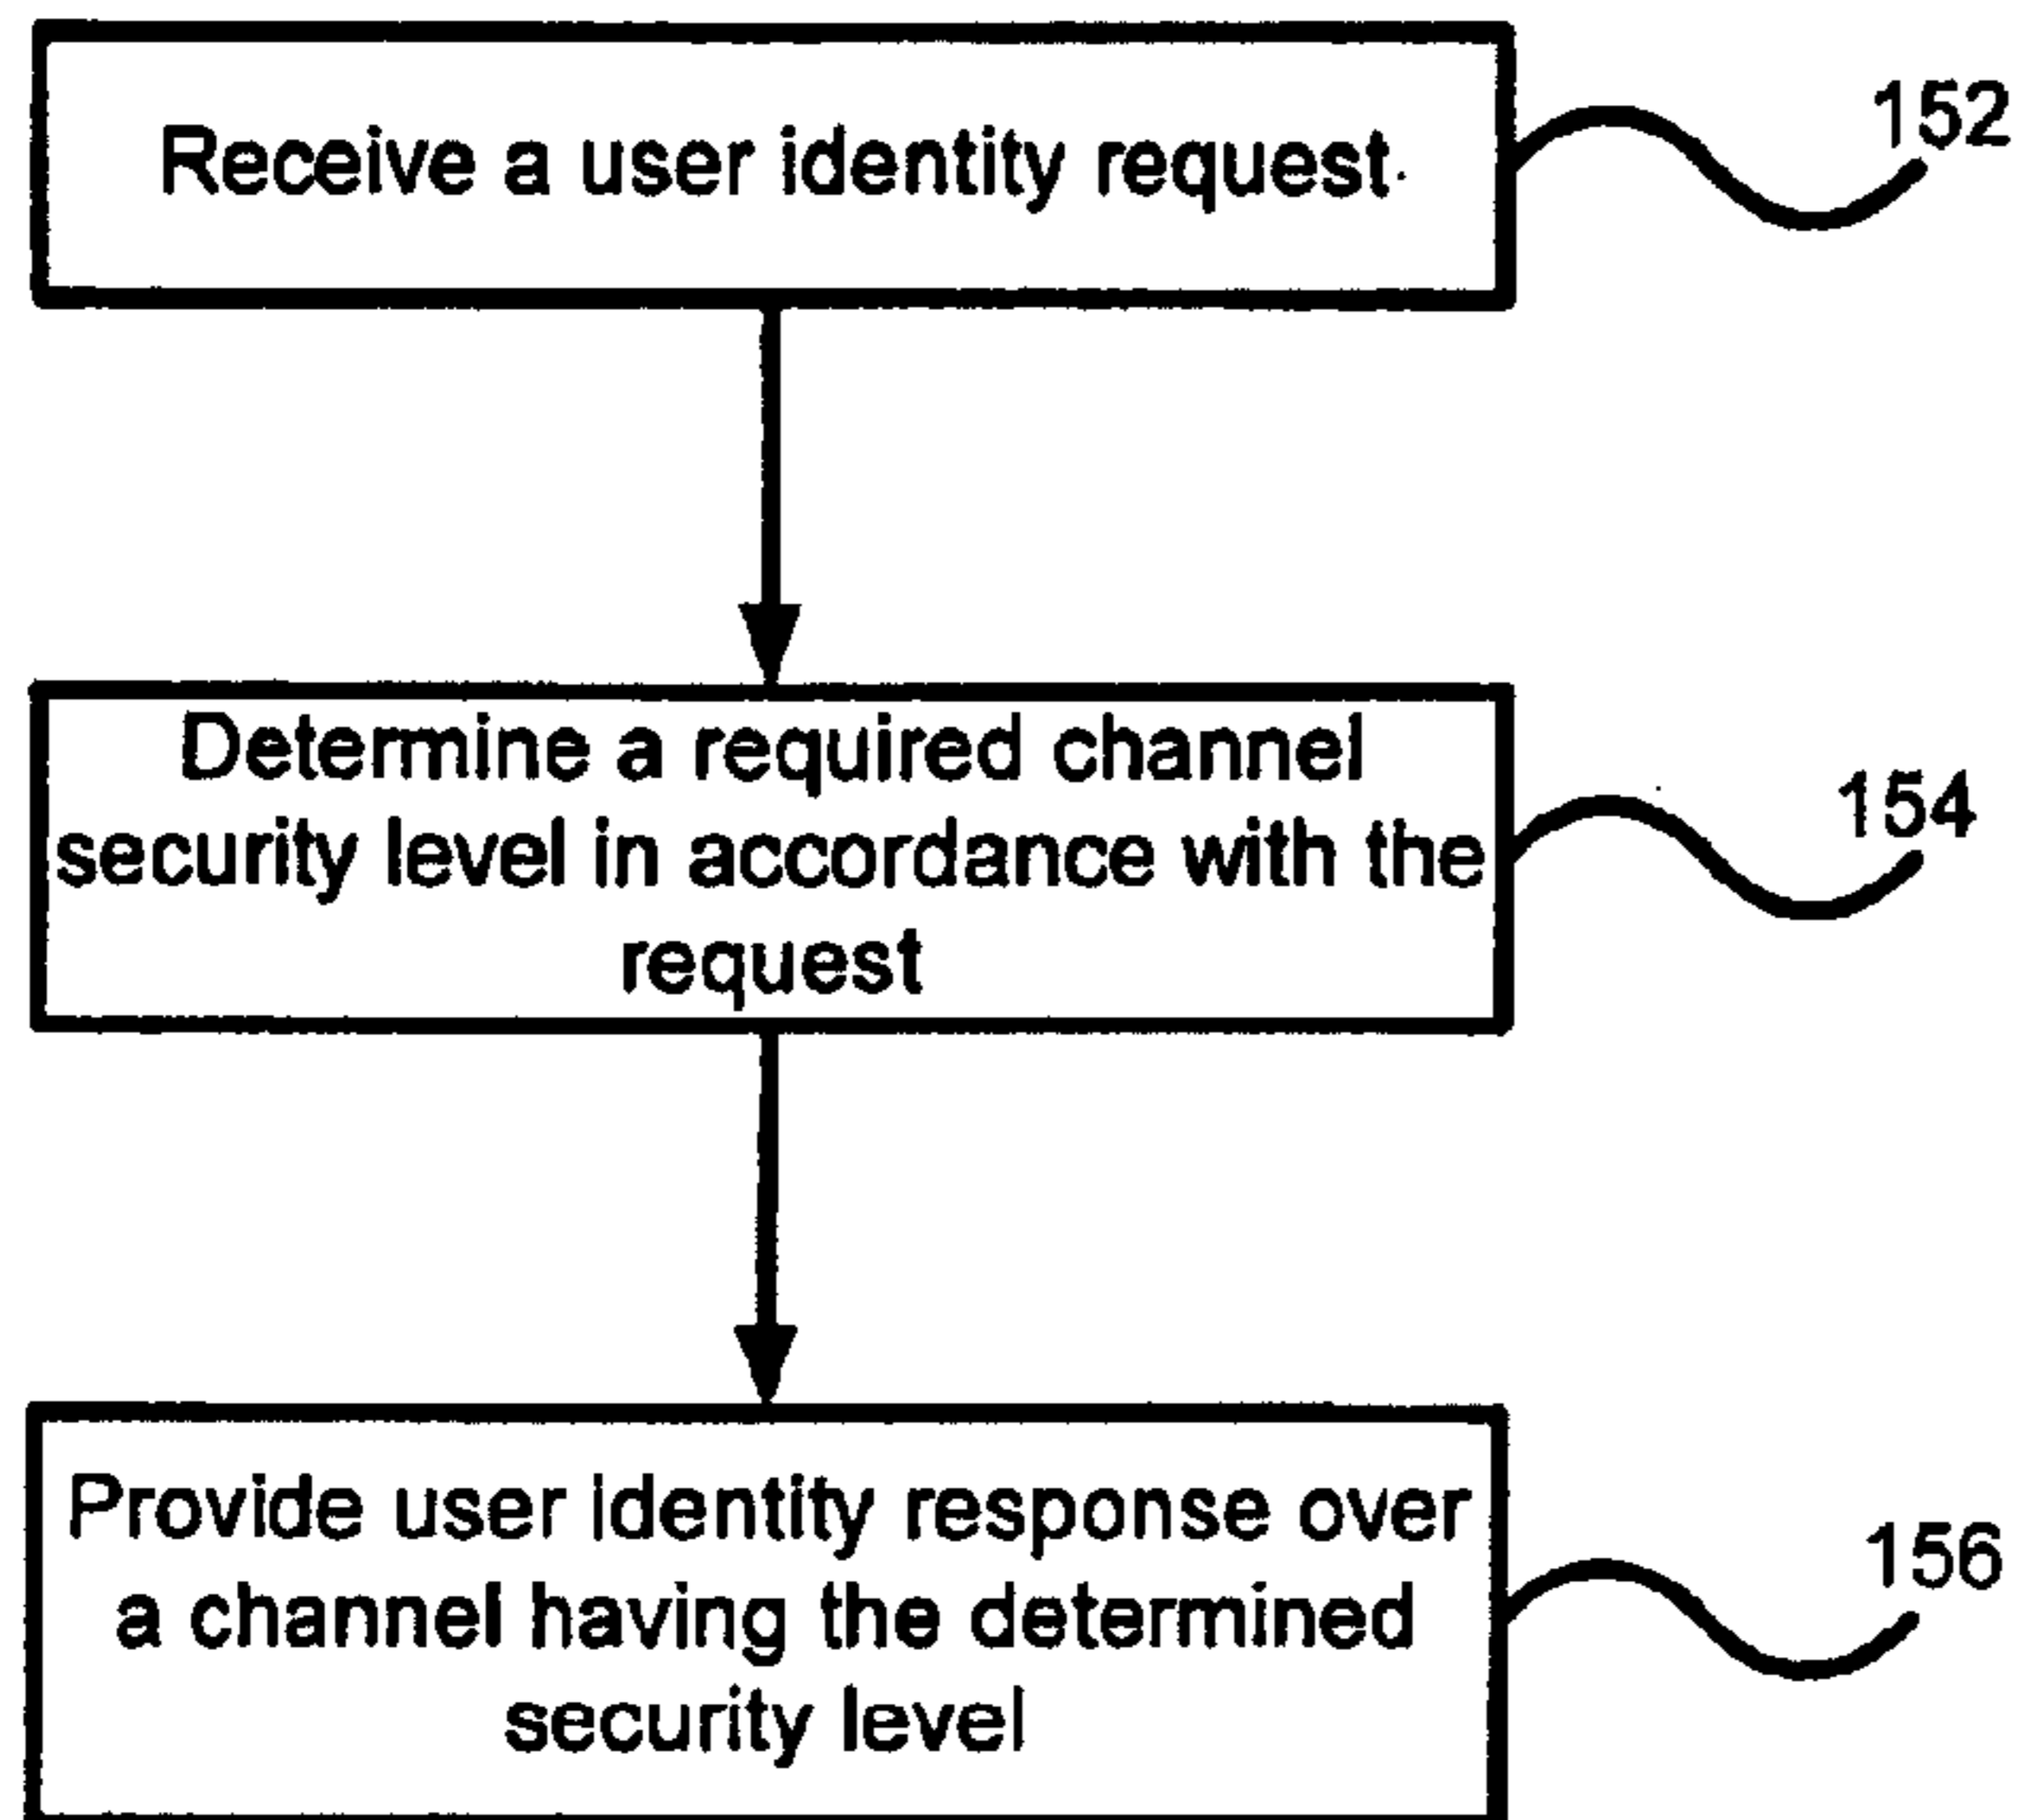 Receive a user identity request
152
Determine a required channel
security level in accordance with the
request
154
Provide user identity response over
a channel having the determined
security level
156